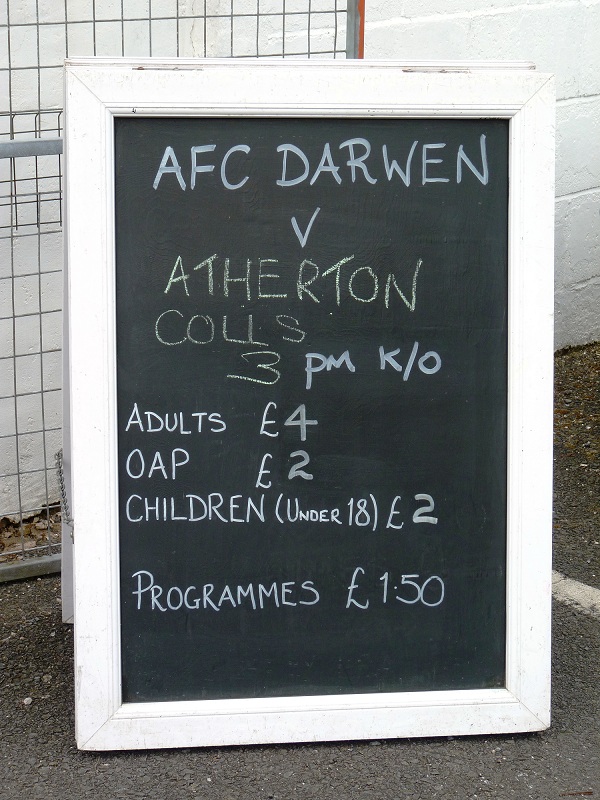 AFC DARWEN
V
ATHERTON
COLLS
3 PM K/O
ADULTS £4
OAP £2
CHILDREN (UNDER 18) £2
PROGRAMMES £1.50